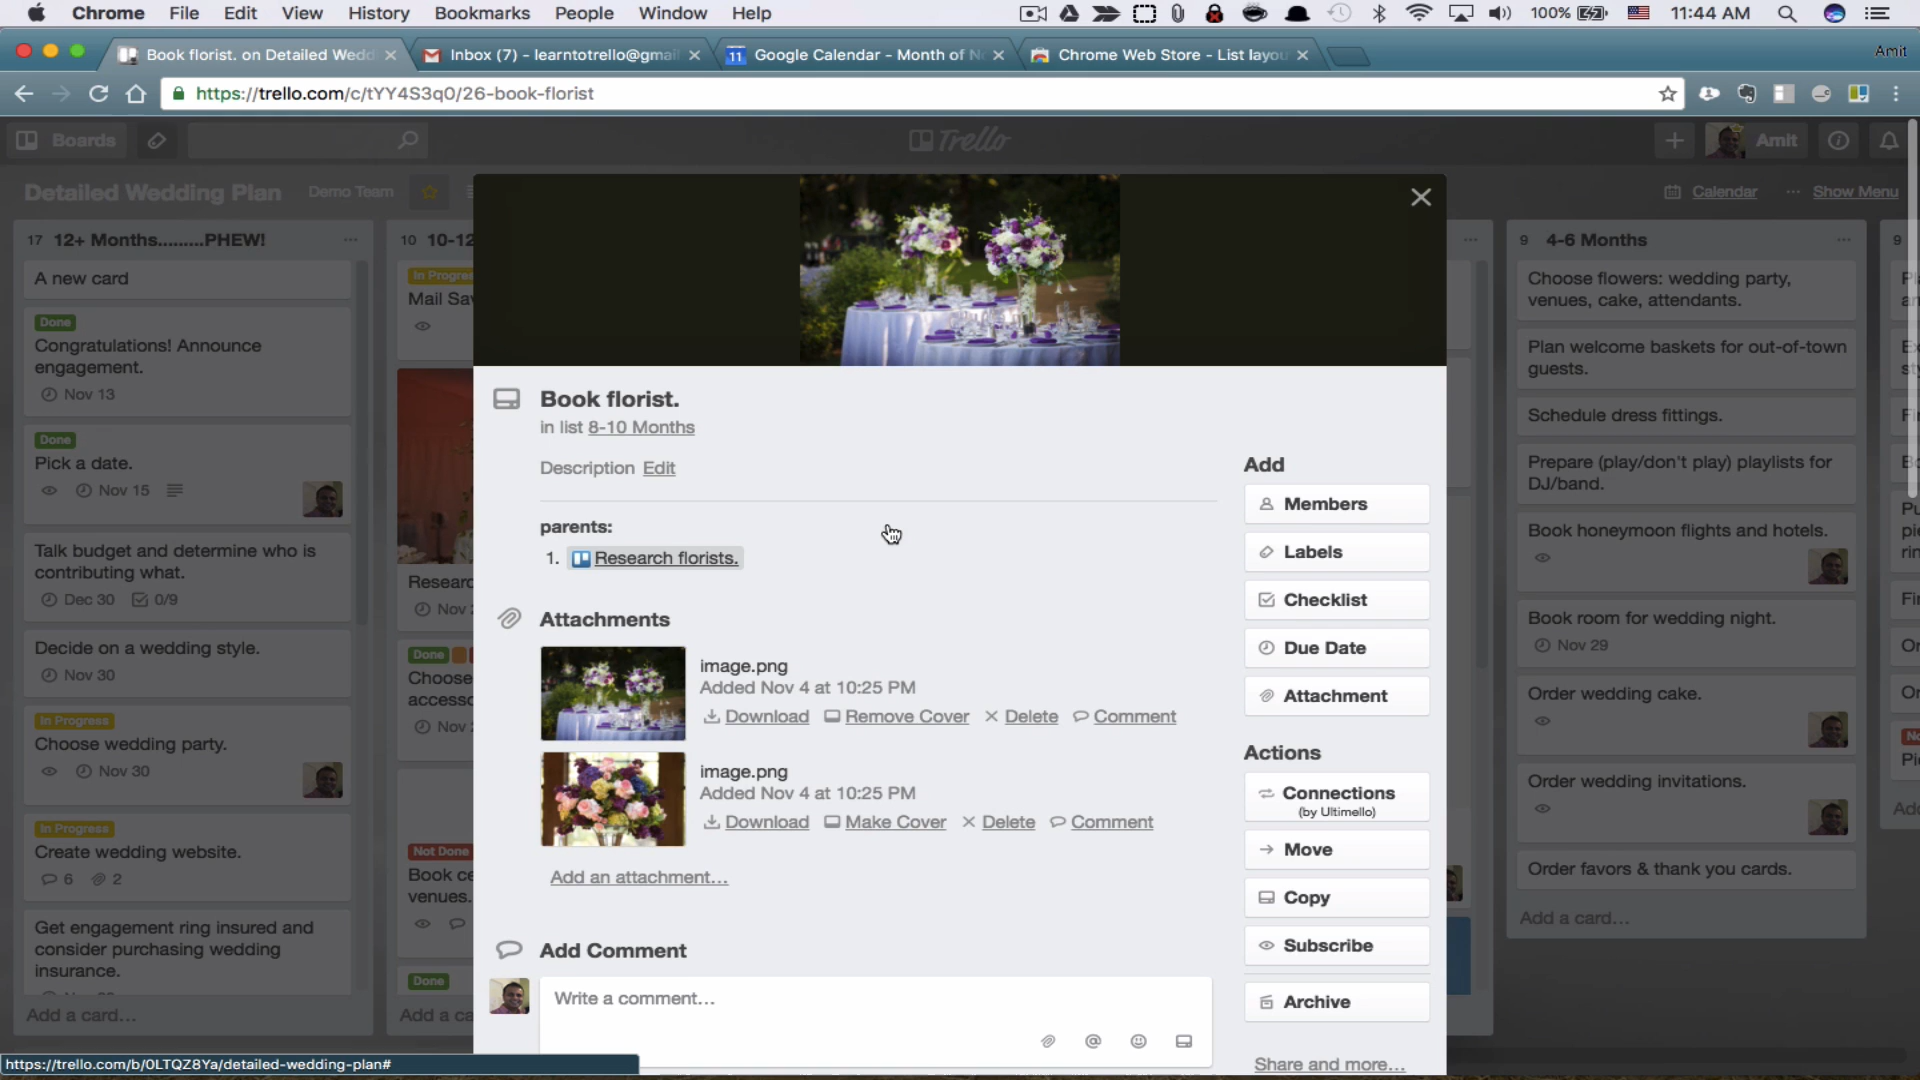 Chrome File Edit View History Bookmarks People Window Help 100% 11:44 AM
Book florist. on Detailed Wedd Inbox (7) - learntotrello@gmai 11 Google Calendar - Month of N Chrome Web Store - List layou Amit
https://trello.com/c/tYY4S3q0/26-book-florist
Boards Trello Amit
Detailed Wedding Plan Demo Team Calendar Show Menu
17 12+ Months.........PHEW!
A new card
Done
Congratulations! Announce
engagement.
Nov 13
Done
Pick a date.
Nov 15
Talk budget and determine who is
contributing what.
Dec 30 0/9
Decide on a wedding style.
Nov 30
In Progress
Choose wedding party.
Nov 30
In Progress
Create wedding website.
6 2
Get engagement ring insured and
consider purchasing wedding
insurance.
Add a card...
10 10-12
In Progres
Mail Sav
Researc
Nov
Done
Choose
accesso
Nov
Not Done
Book ce
venues.
Done
Add a ca
Book florist.
in list 8-10 Months
Description Edit
parents:
1. Research florists.
Attachments
image.png
Added Nov 4 at 10:25 PM
Download Remove Cover Delete Comment
image.png
Added Nov 4 at 10:25 PM
Download Make Cover Delete Comment
Add an attachment...
Add Comment
Write a comment...
Add
Members
Labels
Checklist
Due Date
Attachment
Actions
Connections
(by Ultimello)
Move
Copy
Subscribe
Archive
Share and more...
9 4-6 Months
Choose flowers: wedding party,
venues, cake, attendants.
Plan welcome baskets for out-of-town
guests.
Schedule dress fittings.
Prepare (play/don't play) playlists for
DJ/band.
Book honeymoon flights and hotels.
Book room for wedding night.
Nov 29
Order wedding cake.
Order wedding invitations.
Order favors & thank you cards.
Add a card...
9
https://trello.com/b/0LTQZ8Ya/detailed-wedding-plan#